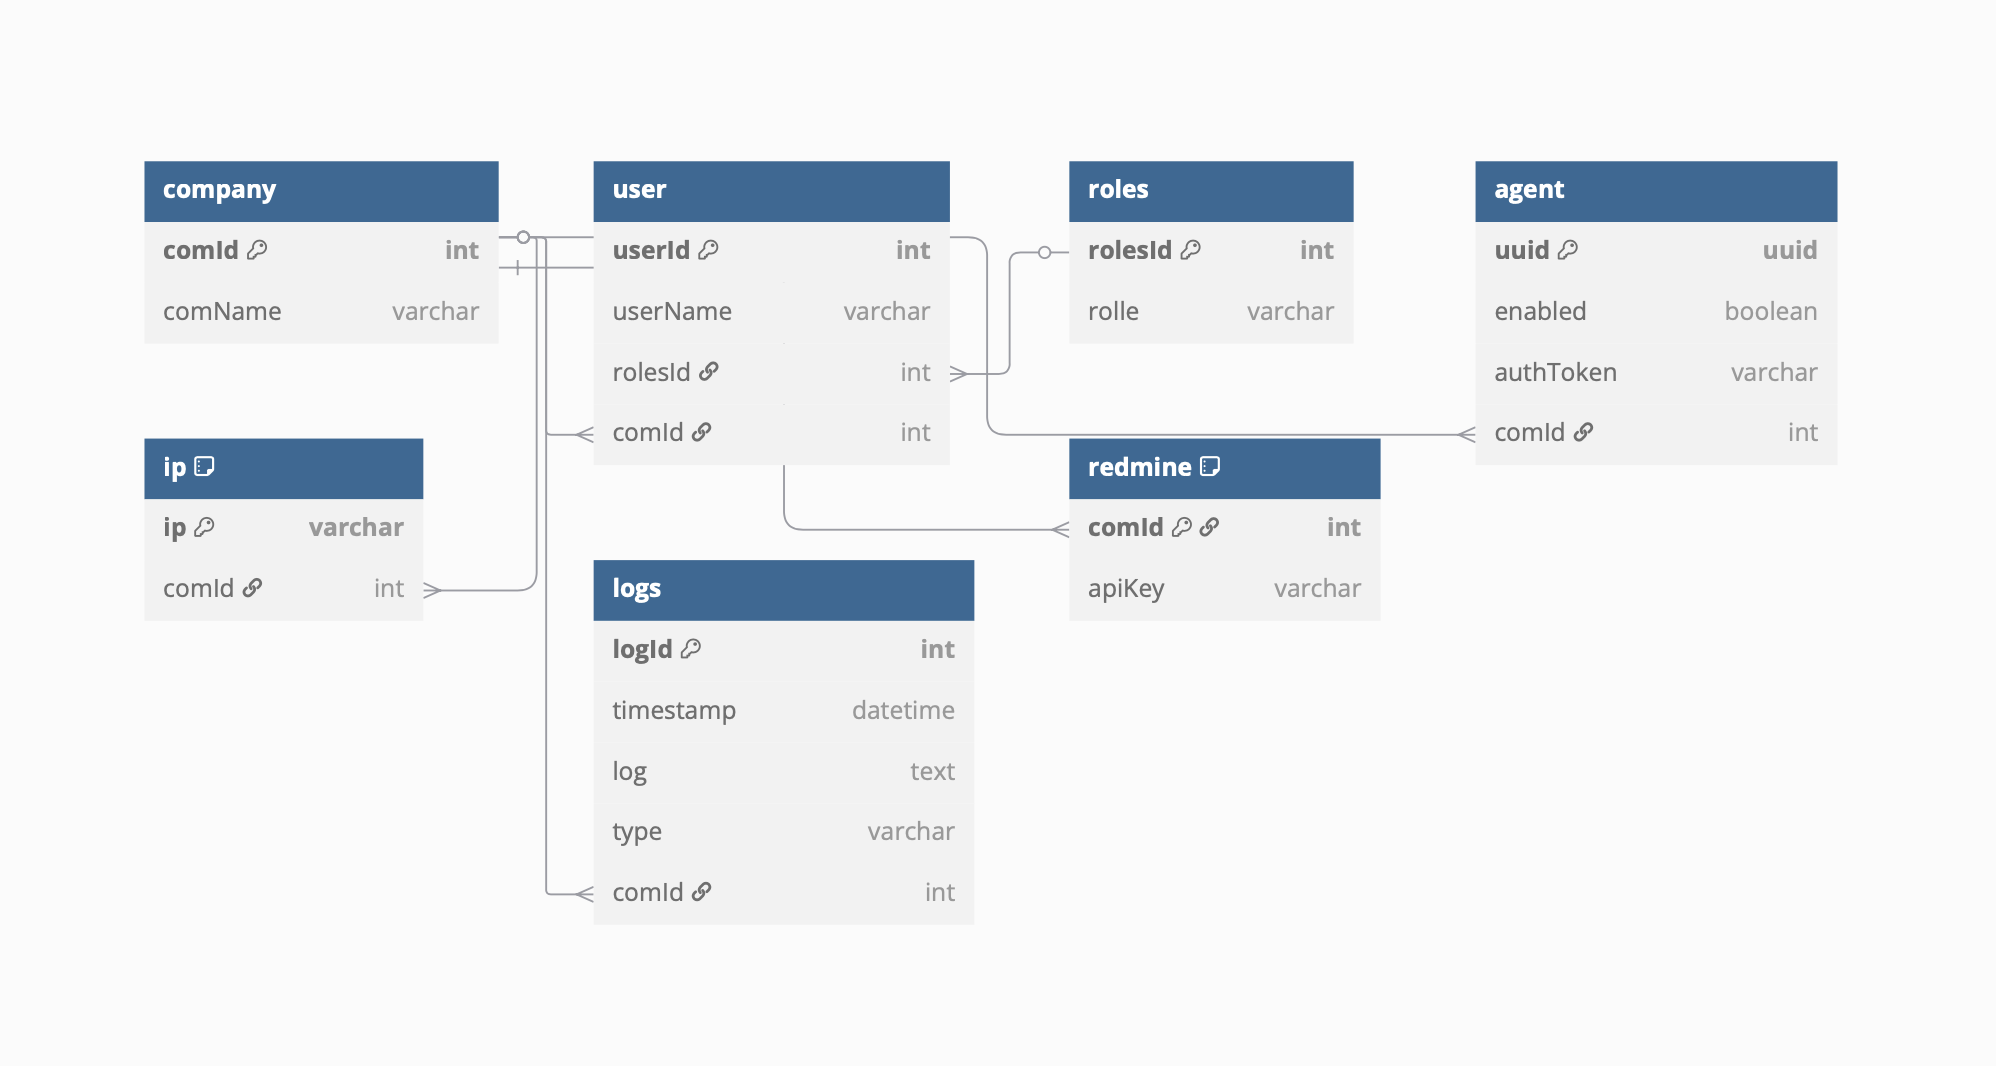 company
comId int
comName varchar
user
userId int
userName varchar
rolesId int
comId int
roles
rolesId int
rolle varchar
agent
uuid uuid
enabled boolean
authToken varchar
comId int
ip
ip varchar
comId int
redmine
comId int
apiKey varchar
logs
logId int
timestamp datetime
log text
type varchar
comId int